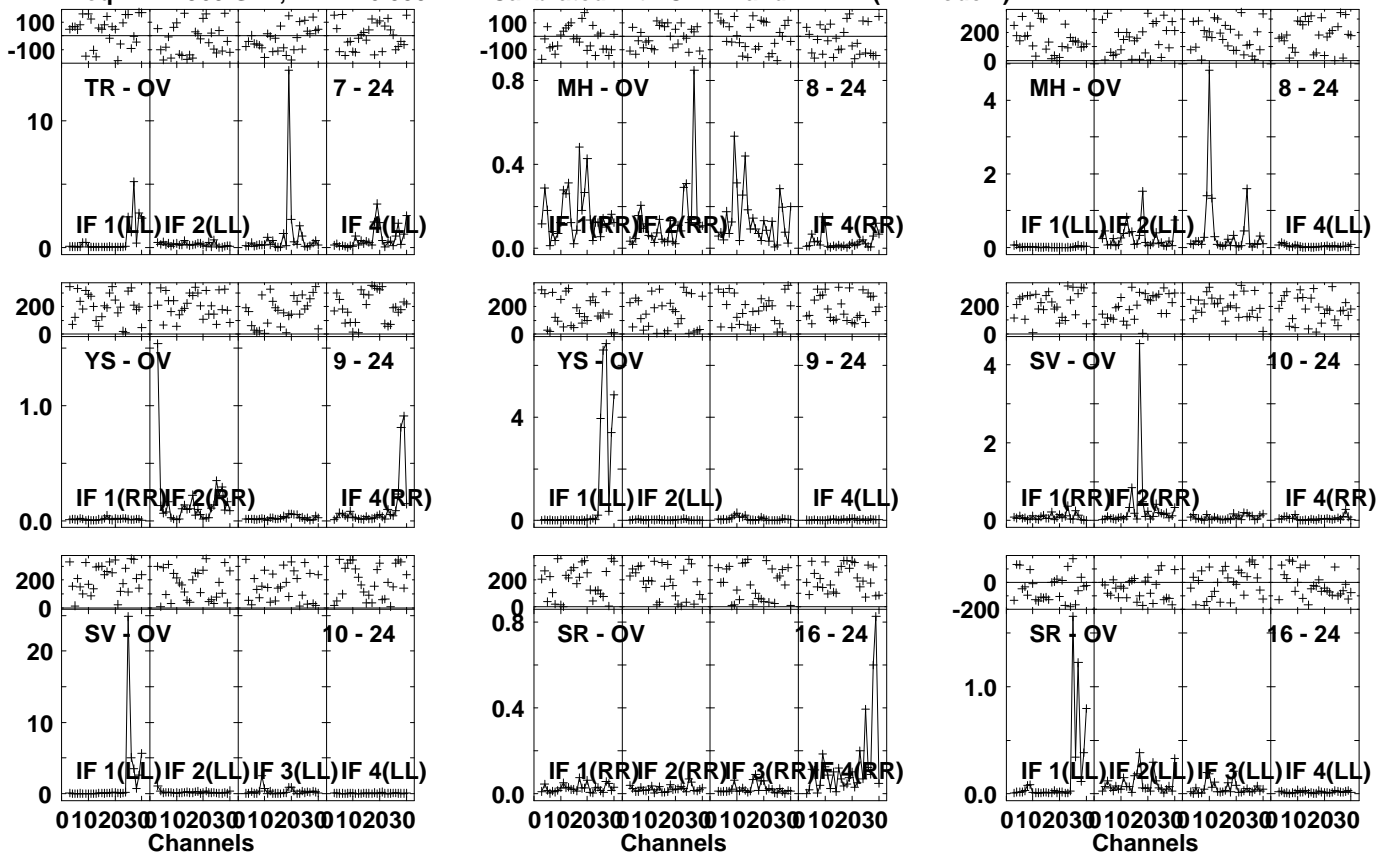 100 100 200
-100 -100 0
TR - OV 7 - 24 MH - OV 8 - 24 MH - OV 8 - 24
10 0.8 4
0.4 2
IF 1(LL) IF 2(LL) IF 4(LL) IF 1(RR) IF 2(RR) IF 4(RR) IF 1(LL) IF 2(LL) IF 4(LL)
0 0.0 0
200 200 200
0 0 0
YS - OV 9 - 24 YS - OV 9 - 24 SV - OV 10 - 24
1.0 4 4
2
IF 1(RR) IF 2(RR) IF 4(RR) IF 1(LL) IF 2(LL) IF 4(LL) IF 1(RR) IF 2(RR) IF 4(RR)
0.0 0 0
200 200 0
0 0 -200
SV - OV 10 - 24 SR - OV 16 - 24 SR - OV 16 - 24
20 0.8 1.0
10 0.4
IF 1(LL) IF 2(LL) IF 3(LL) IF 4(LL) IF 1(RR) IF 2(RR) IF 3(RR) IF 4(RR) IF 1(LL) IF 2(LL) IF 3(LL) IF 4(LL)
0 0.0 0.0
0102030 0102030 0102030 0102030 0102030 0102030 0102030 0102030 0102030 0102030 0102030 0102030
Channels Channels Channels